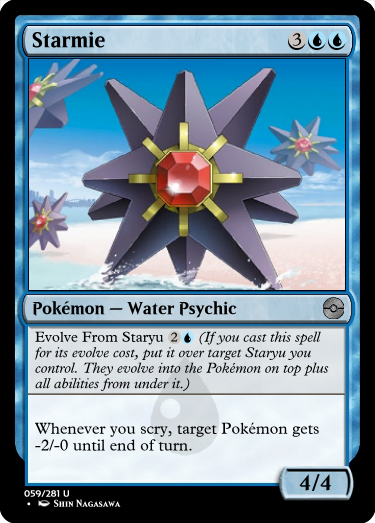 Starmie 3
Pokémon — Water Psychic
Evolve From Staryu 2 (If you cast this spell
for its evolve cost, put it over target Staryu you
control. They evolve into the Pokémon on top plus
all abilities from under it.)
Whenever you scry, target Pokémon gets
-2/-0 until end of turn.
4/4
059/281 U
• Shin Nagasawa